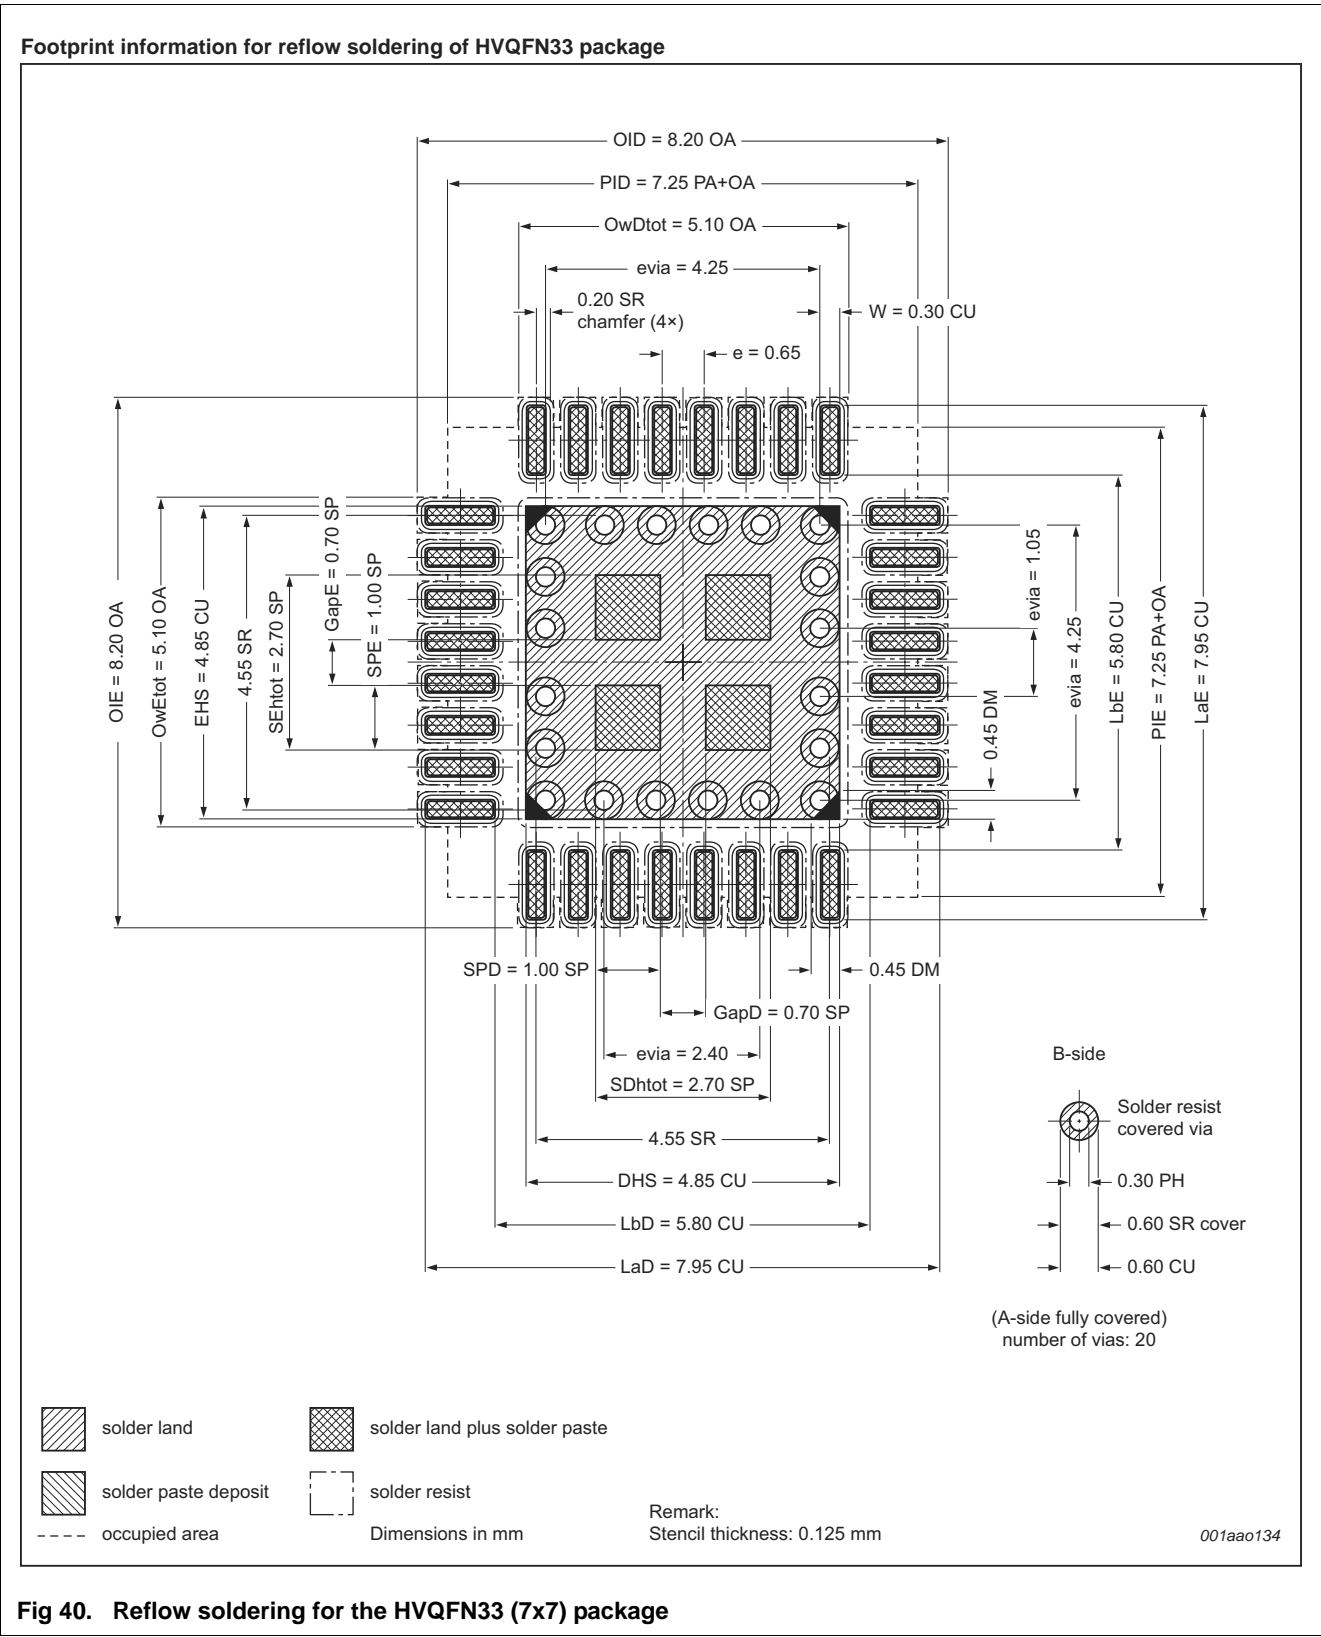 Footprint information for reflow soldering of HVQFN33 package
OID = 8.20 OA
PID = 7.25 PA+OA
OwDtot = 5.10 OA
evia = 4.25
0.20 SR
chamfer (4×)
W = 0.30 CU
e = 0.65
OIE = 8.20 OA
OwEtot = 5.10 OA
EHS = 4.85 CU
4.55 SR
SEhtot = 2.70 SP
GapE = 0.70 SP
SPE = 1.00 SP
evia = 1.05
0.45 DM
evia = 4.25
LbE = 5.80 CU
PIE = 7.25 PA+OA
LaE = 7.95 CU
SPD = 1.00 SP
0.45 DM
GapD = 0.70 SP
evia = 2.40
SDhtot = 2.70 SP
4.55 SR
DHS = 4.85 CU
LbD = 5.80 CU
LaD = 7.95 CU
B-side
Solder resist
covered via
0.30 PH
0.60 SR cover
0.60 CU
(A-side fully covered)
number of vias: 20
solder land
solder land plus solder paste
solder paste deposit
solder resist
occupied area
Dimensions in mm
Remark:
Stencil thickness: 0.125 mm
001aao134
Fig 40. Reflow soldering for the HVQFN33 (7x7) package